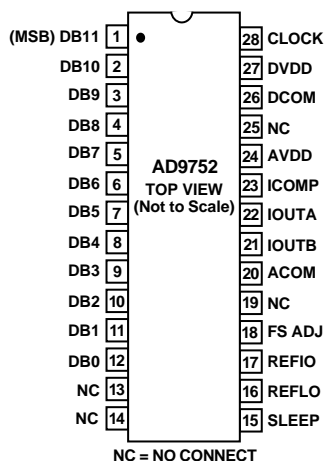 (MSB) DB11 1 28 CLOCK
DB10 2 27 DVDD
DB9 3 26 DCOM
DB8 4 25 NC
DB7 5 24 AVDD
DB6 6 23 ICOMP
DB5 7 22 IOUTA
DB4 8 21 IOUTB
DB3 9 20 ACOM
DB2 10 19 NC
DB1 11 18 FS ADJ
DB0 12 17 REFIO
NC 13 16 REFLO
NC 14 15 SLEEP
AD9752
TOP VIEW
(Not to Scale)
NC = NO CONNECT